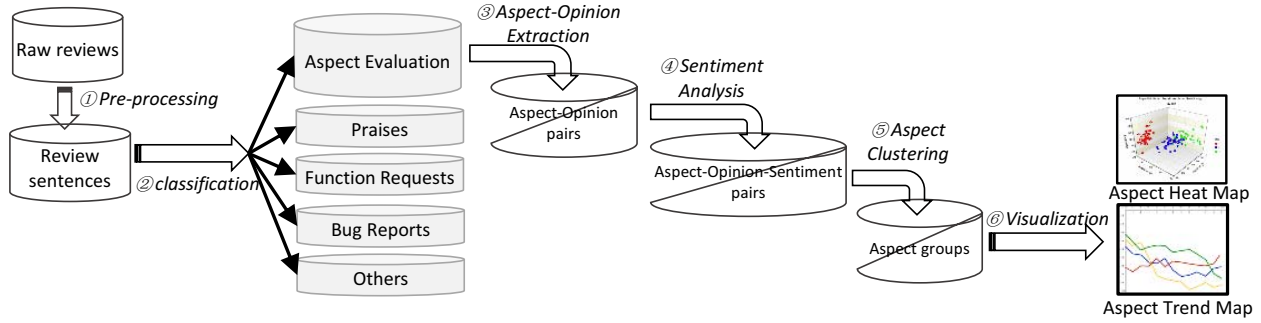 Raw reviews
①Pre-processing
Review
sentences
②classification
Aspect Evaluation
Praises
Function Requests
Bug Reports
Others
③Aspect-Opinion
Extraction
Aspect-Opinion
pairs
④Sentiment
Analysis
Aspect-Opinion-Sentiment
pairs
⑤Aspect
Clustering
Aspect groups
⑥Visualization
Aspect Heat Map
Aspect Trend Map